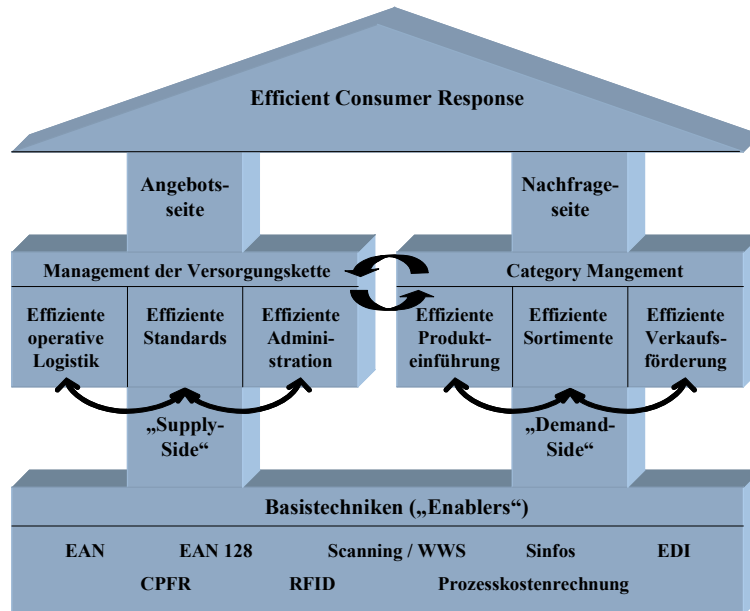 Efficient Consumer Response
Angebots-
seite
Nachfrage-
seite
Management der Versorgungskette
Category Mangement
Effiziente
operative
Logistik
Effiziente
Standards
Effiziente
Admini-
stration
Effiziente
Produkt-
einführung
Effiziente
Sortimente
Effiziente
Verkaufs-
förderung
„Supply-
Side“
„Demand-
Side“
Basistechniken („Enablers“)
EAN EAN 128 Scanning / WWS Sinfos EDI
CPFR RFID Prozesskostenrechnung